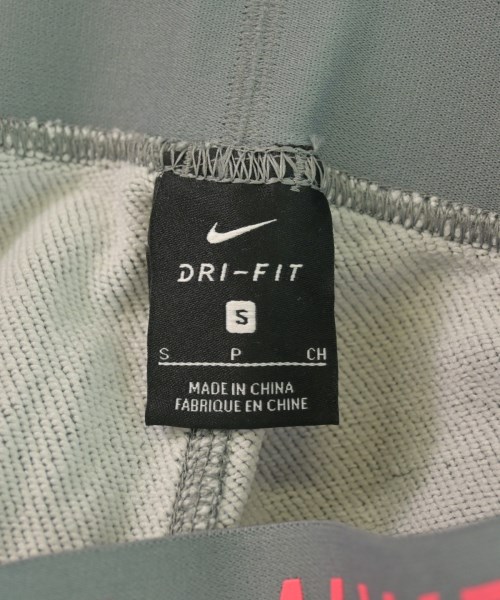 DRI-FIT
S
S P CH
MADE IN CHINA
FABRIQUE EN CHINE